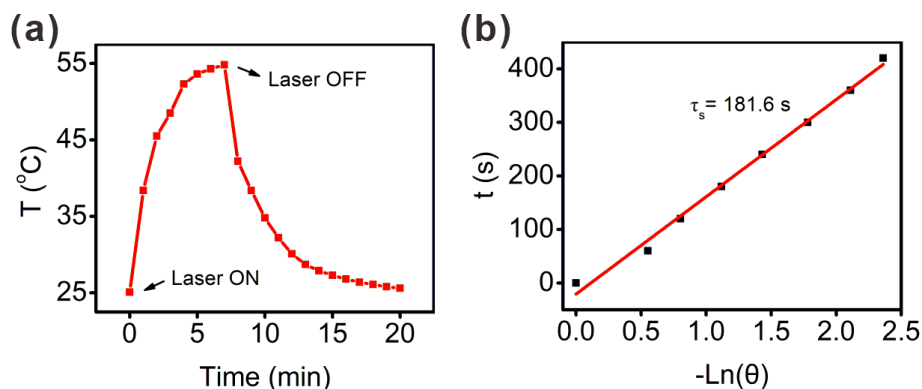 (a)
T (°C)
55
45
35
25
Laser OFF
Laser ON
0
5
10
15
20
Time (min)
(b)
t (s)
400
300
200
100
0
τs= 181.6 s
0.0
0.5
1.0
1.5
2.0
2.5
-Ln(θ)